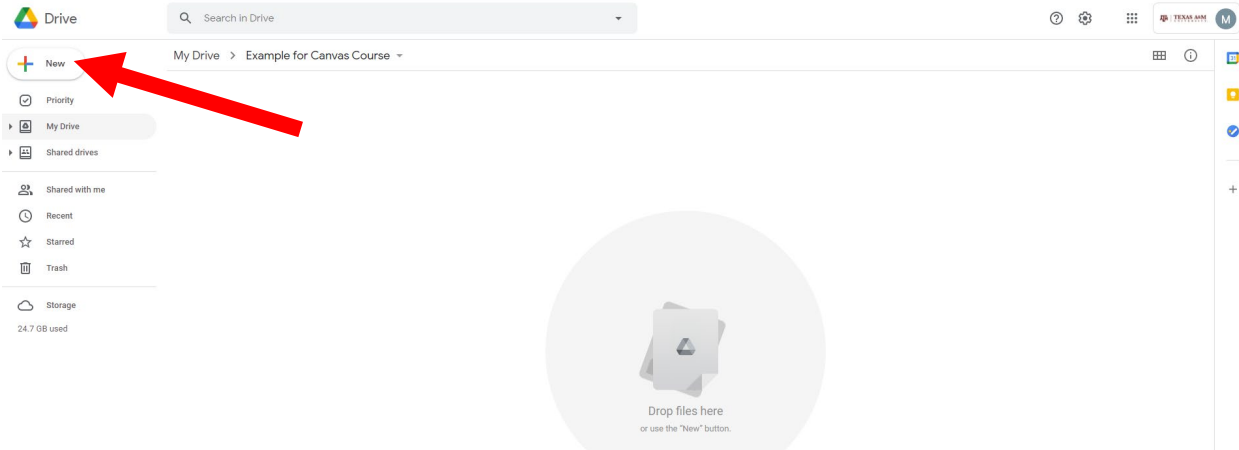 Drive
Search in Drive
TEXAS A&M
M
My Drive > Example for Canvas Course
New
Priority
My Drive
Shared drives
Shared with me
Recent
Starred
Trash
Storage
24.7 GB used
Drop files here
or use the "New" button.